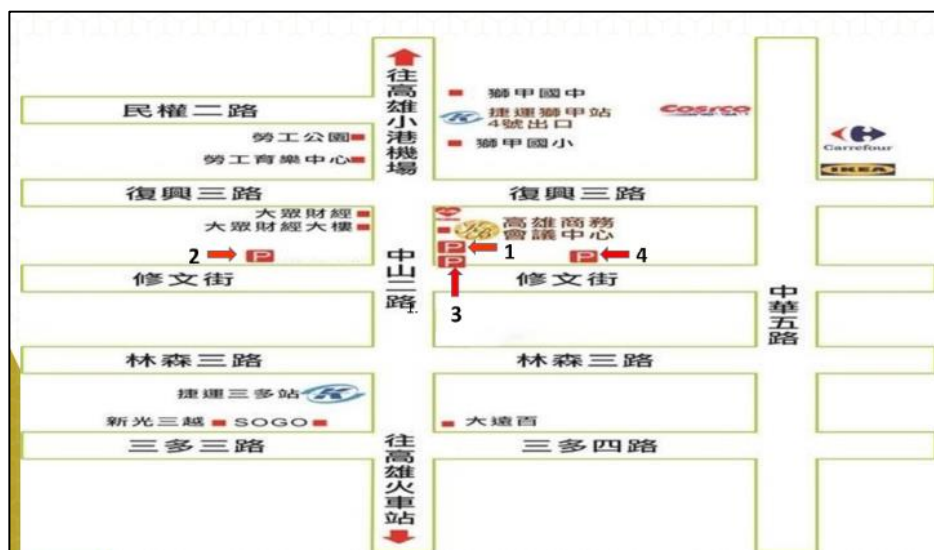 往高雄小港機場
獅甲國中
民權二路
捷運獅甲站
4號出口
COSTCO
勞工公園
獅甲國小
Carrefour
勞工育樂中心
IKEA
復興三路
復興三路
大眾財經
高雄商務
大眾財經大樓
會議中心
P
1
2
P
P
P
4
中山二路
1.
修文街
3
修文街
中華五路
林森三路
林森三路
捷運三多站
新光三越
SOGO
大遠百
三多三路
三多四路
往高雄火車站